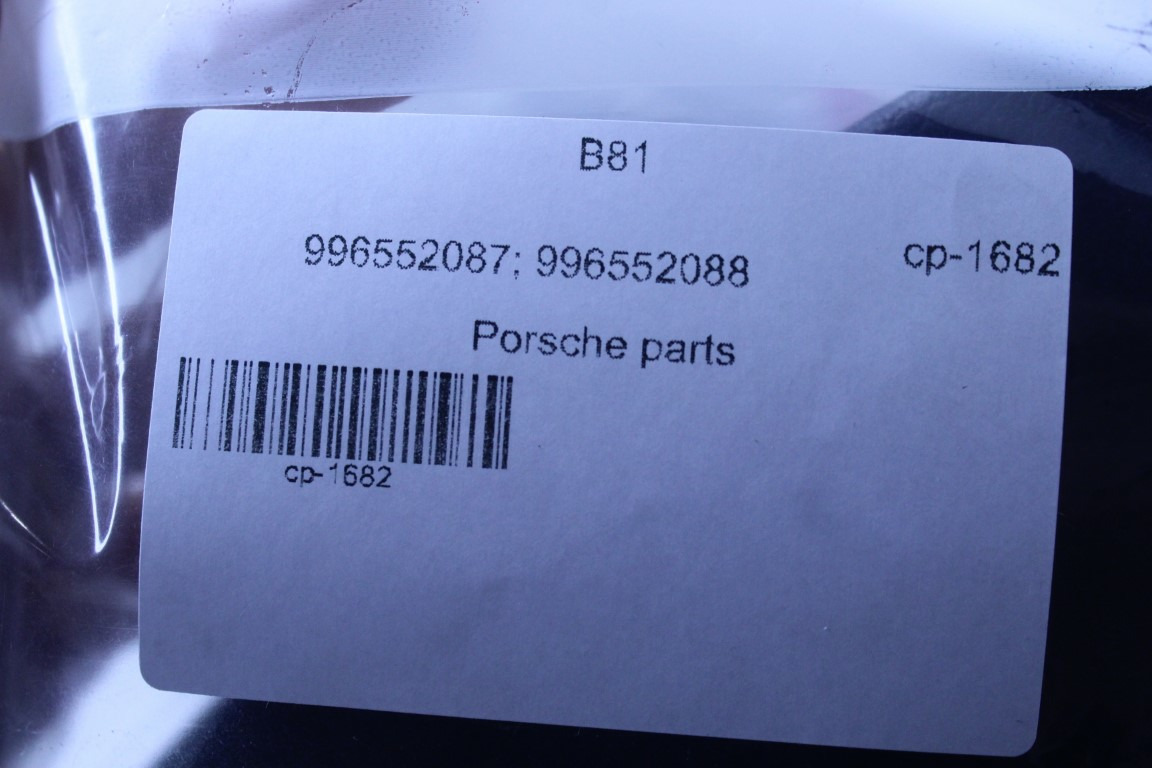 B81
996552087; 996552088 cp-1682
Porsche parts
cp-1682